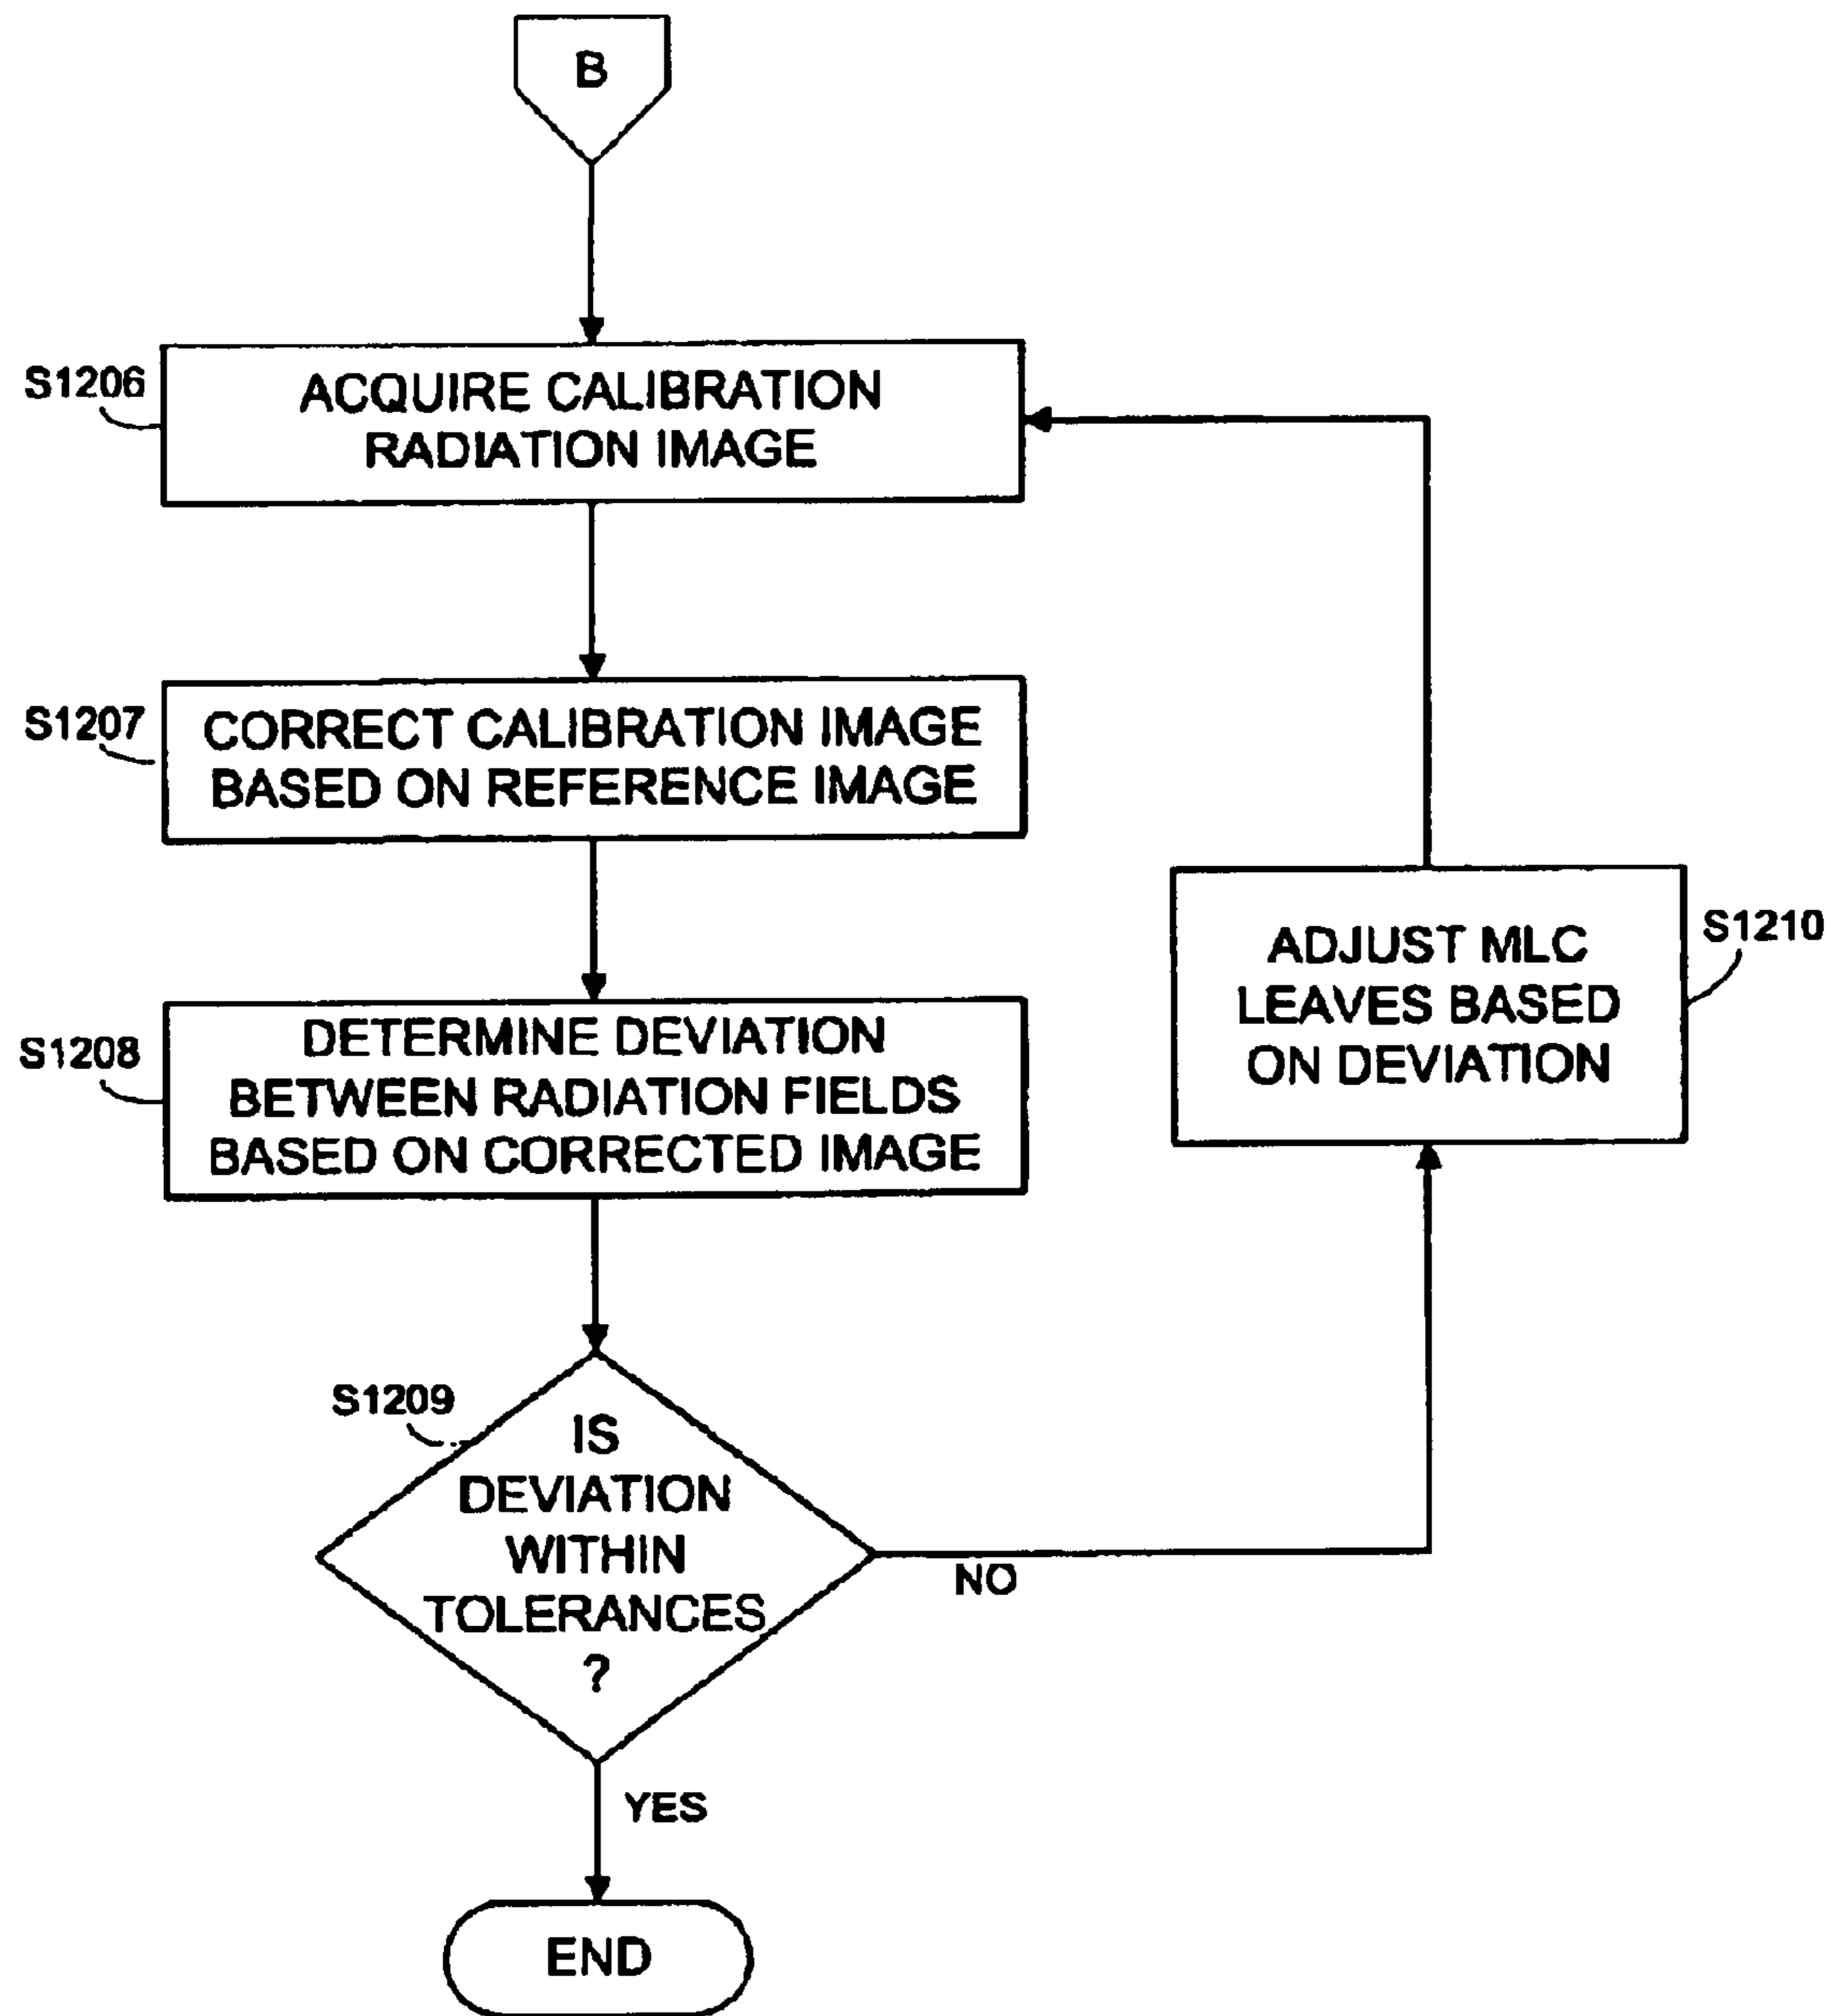 B
S1206
ACQUIRE CALIBRATION
RADIATION IMAGE
S1207
CORRECT CALIBRATION IMAGE
BASED ON REFERENCE IMAGE
S1208
DETERMINE DEVIATION
BETWEEN RADIATION FIELDS
BASED ON CORRECTED IMAGE
ADJUST MLC
LEAVES BASED
ON DEVIATION
S1210
S1209
IS
DEVIATION
WITHIN
TOLERANCES
?
NO
YES
END